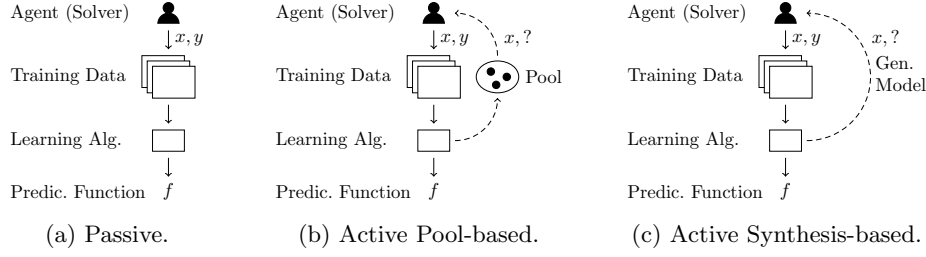 Agent (Solver)
x, y
Training Data
Learning Alg.
Predic. Function f
(a) Passive.
Agent (Solver)
x, y
x, ?
Training Data
Pool
Learning Alg.
Predic. Function f
(b) Active Pool-based.
Agent (Solver)
x, y
x, ?
Training Data
Gen.
Model
Learning Alg.
Predic. Function f
(c) Active Synthesis-based.